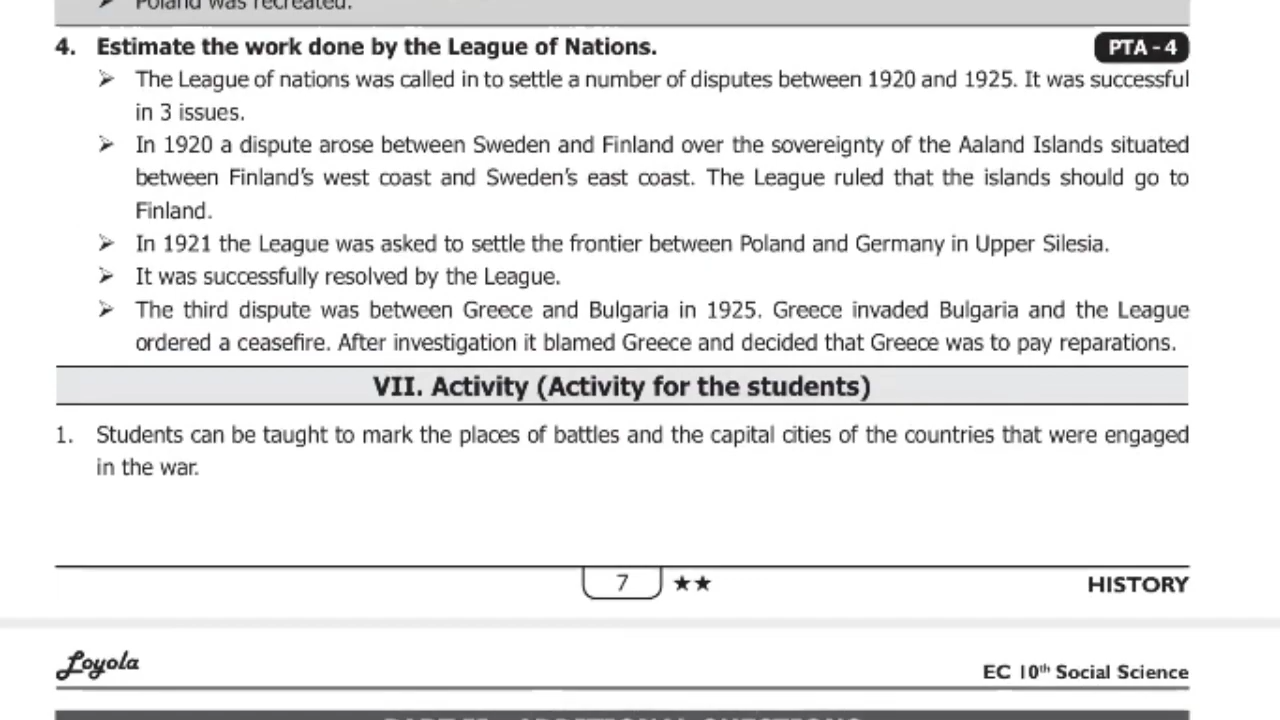 ➢ Poland was recreated.
4. Estimate the work done by the League of Nations. PTA - 4
➢ The League of nations was called in to settle a number of disputes between 1920 and 1925. It was successful
in 3 issues.
➢ In 1920 a dispute arose between Sweden and Finland over the sovereignty of the Aaland Islands situated
between Finland's west coast and Sweden's east coast. The League ruled that the islands should go to
Finland.
➢ In 1921 the League was asked to settle the frontier between Poland and Germany in Upper Silesia.
➢ It was successfully resolved by the League.
➢ The third dispute was between Greece and Bulgaria in 1925. Greece invaded Bulgaria and the League
ordered a ceasefire. After investigation it blamed Greece and decided that Greece was to pay reparations.
VII. Activity (Activity for the students)
1. Students can be taught to mark the places of battles and the capital cities of the countries that were engaged
in the war.
7 ★★ HISTORY
Loyola EC 10th Social Science
PART II - ADDITIONAL QUESTIONS